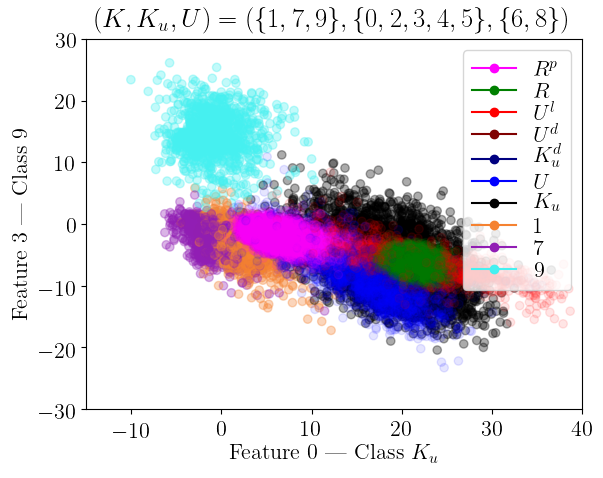 (K, K_u, U) = ({1, 7, 9}, {0, 2, 3, 4, 5}, {6, 8})
30
20
10
0
−10
−20
−30
Feature 3 — Class 9
R^p
R
U^l
U^d
K_u^d
U
K_u
1
7
9
−10
0
10
20
30
40
Feature 0 — Class K_u